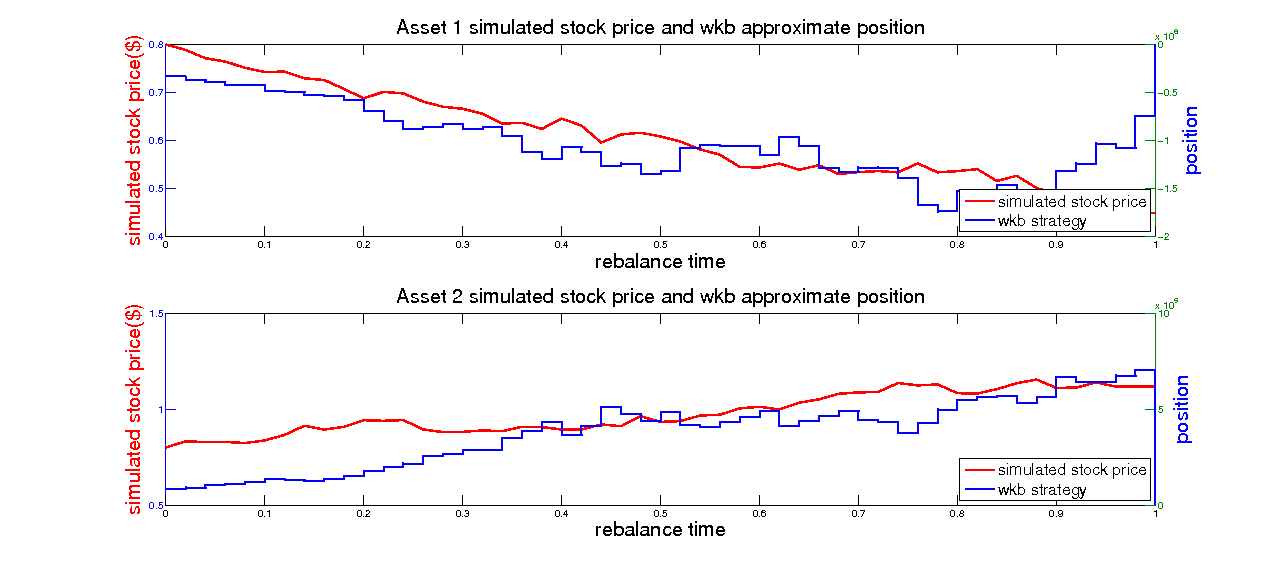 Asset 1 simulated stock price and wkb approximate position
x 10
simulated stock price($)
0.8
0.7
0.6
0.5
0.4
0
-0.5
-1
-1.5
-2
position
simulated stock price
wkb strategy
0 0.1 0.2 0.3 0.4 0.5 0.6 0.7 0.8 0.9 1
rebalance time
Asset 2 simulated stock price and wkb approximate position
x 10
simulated stock price($)
1.5
1
0.5
10
5
0
position
simulated stock price
wkb strategy
0 0.1 0.2 0.3 0.4 0.5 0.6 0.7 0.8 0.9 1
rebalance time